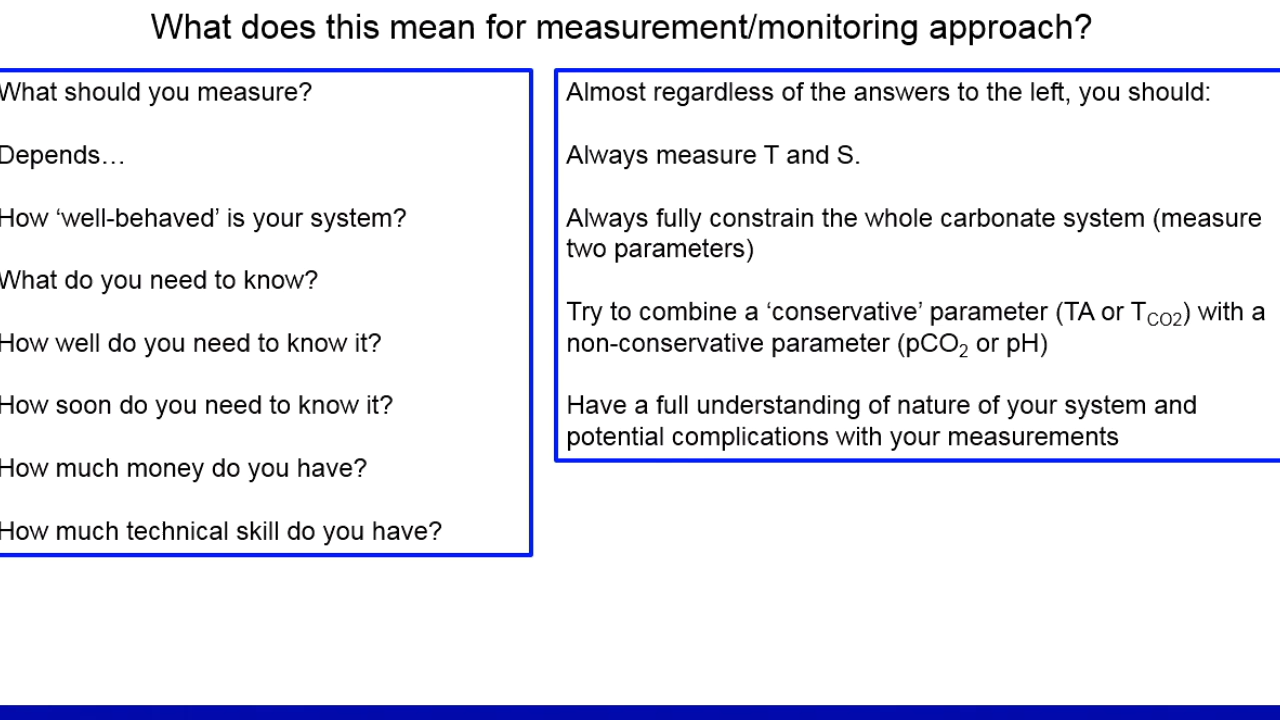 What does this mean for measurement/monitoring approach?
What should you measure?
Depends…
How ‘well-behaved’ is your system?
What do you need to know?
How well do you need to know it?
How soon do you need to know it?
How much money do you have?
How much technical skill do you have?
Almost regardless of the answers to the left, you should:
Always measure T and S.
Always fully constrain the whole carbonate system (measure
two parameters)
Try to combine a ‘conservative’ parameter (TA or TCO2) with a
non-conservative parameter (pCO2 or pH)
Have a full understanding of nature of your system and
potential complications with your measurements